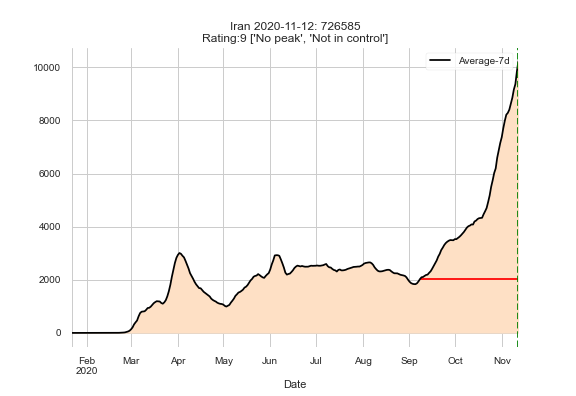 Iran 2020-11-12: 726585
Rating:9 ['No peak', 'Not in control']
Average-7d
10000
8000
6000
4000
2000
0
Feb Mar Apr May Jun Jul Aug Sep Oct Nov
2020
Date